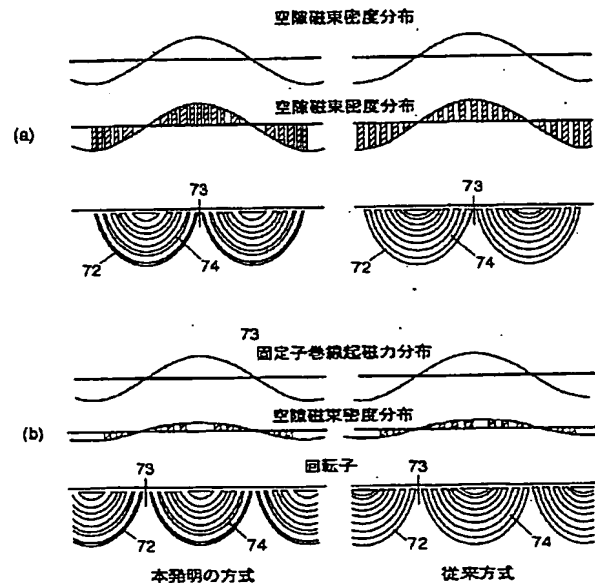 空隙磁束密度分布
空隙磁束密度分布
(a)
73
73
72
74
72
74
73
固定子巻線起磁力分布
空隙磁束密度分布
(b)
回転子
73
73
72
74
72
74
本発明の方式
従来方式